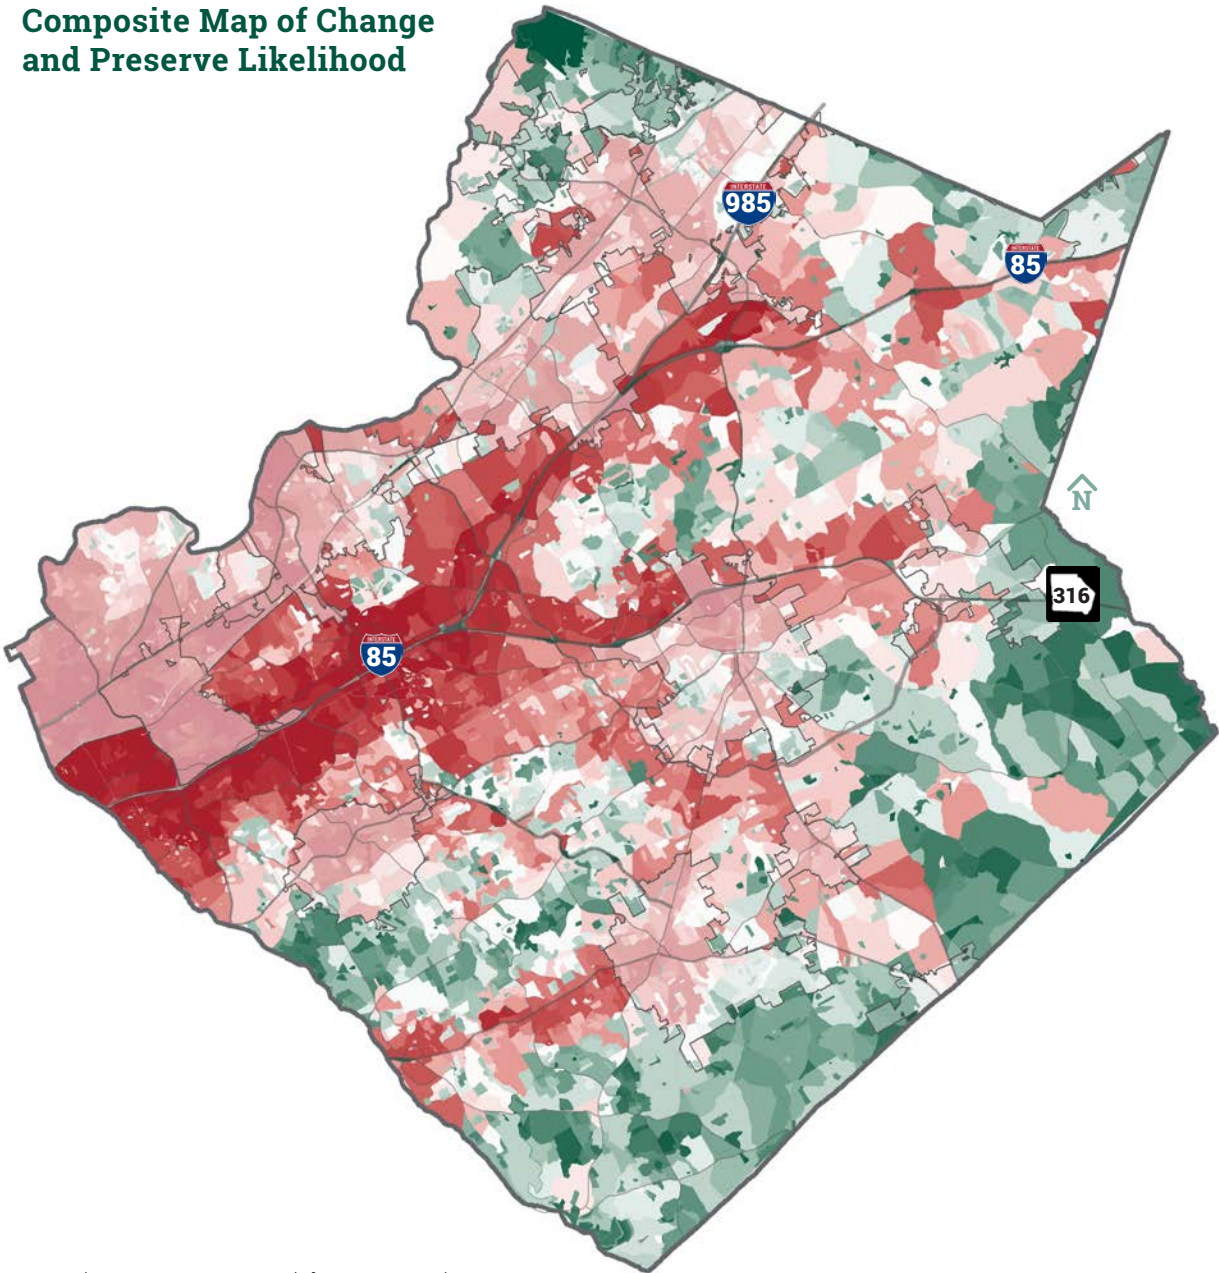 Composite Map of Change
and Preserve Likelihood
INTERSTATE
985
INTERSTATE
85
N
316
INTERSTATE
85